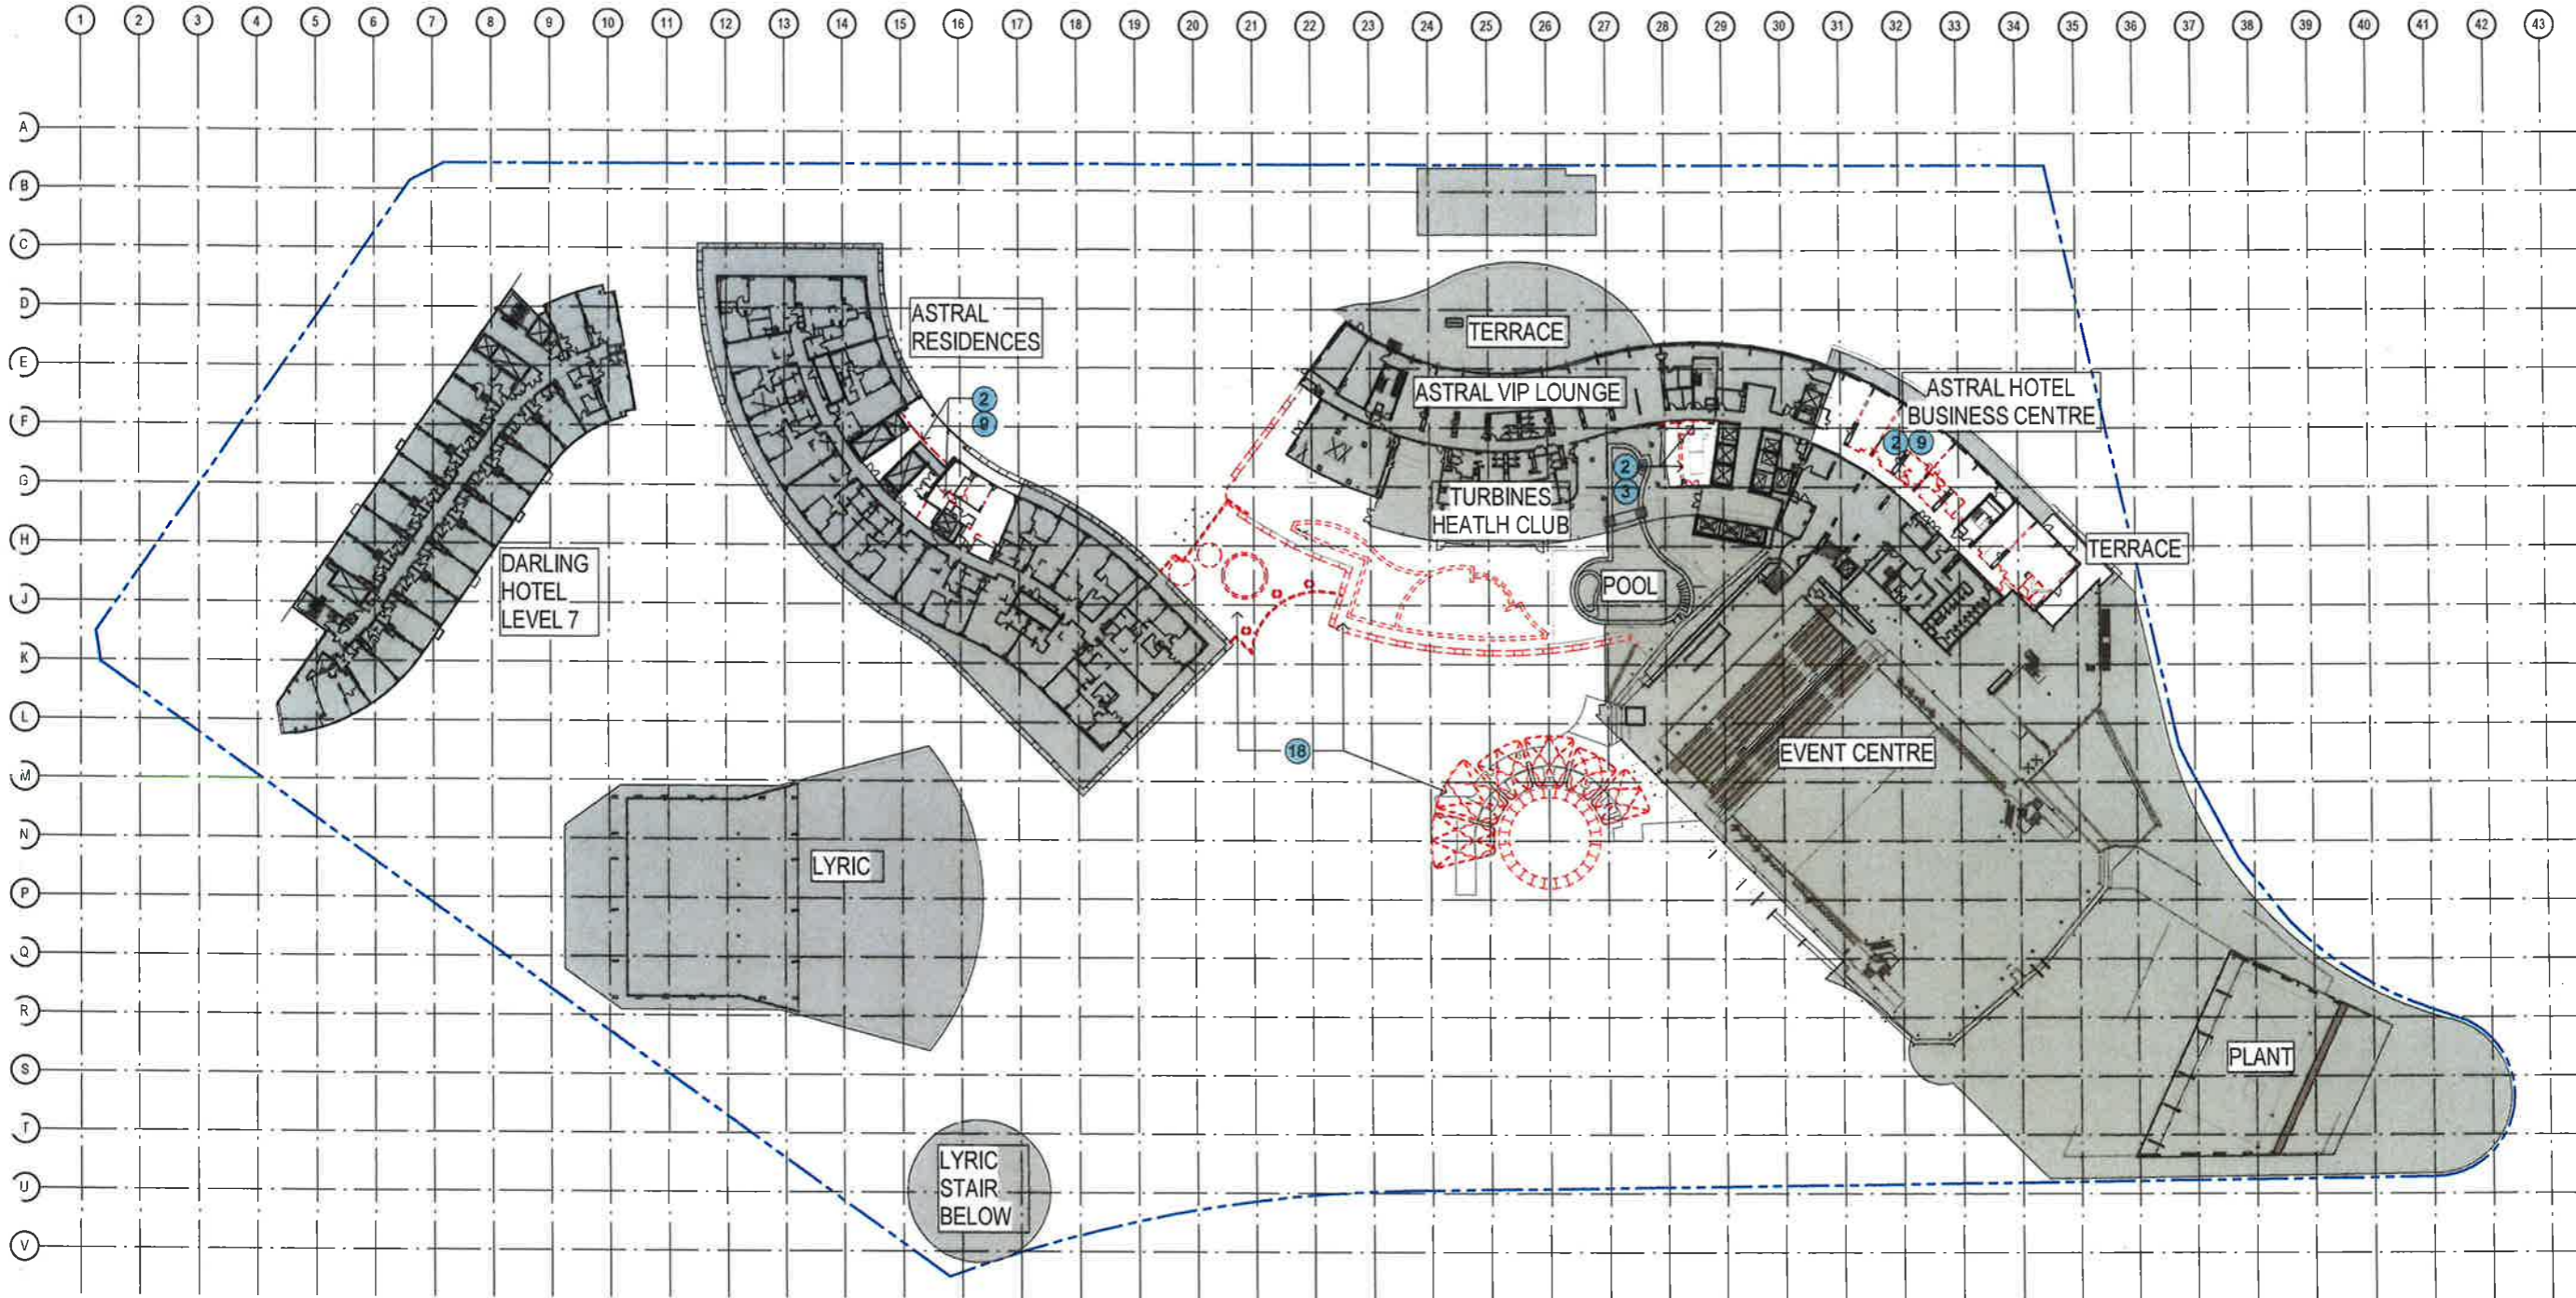 1 2 3 4 5 6 7 8 9 10 11 12 13 14 15 16 17 18 19 20 21 22 23 24 25 26 27 28 29 30 31 32 33 34 35 36 37 38 39 40 41 42 43
A
B
C
D
E
F
G
H
J
K
L
M
N
P
Q
R
S
T
U
V
ASTRAL
RESIDENCES
2
9
TERRACE
ASTRAL VIP LOUNGE
ASTRAL HOTEL
BUSINESS CENTRE
2 9
2
3
TURBINES
HEATLH CLUB
TERRACE
DARLING
HOTEL
LEVEL 7
POOL
18
EVENT CENTRE
LYRIC
PLANT
LYRIC
STAIR
BELOW